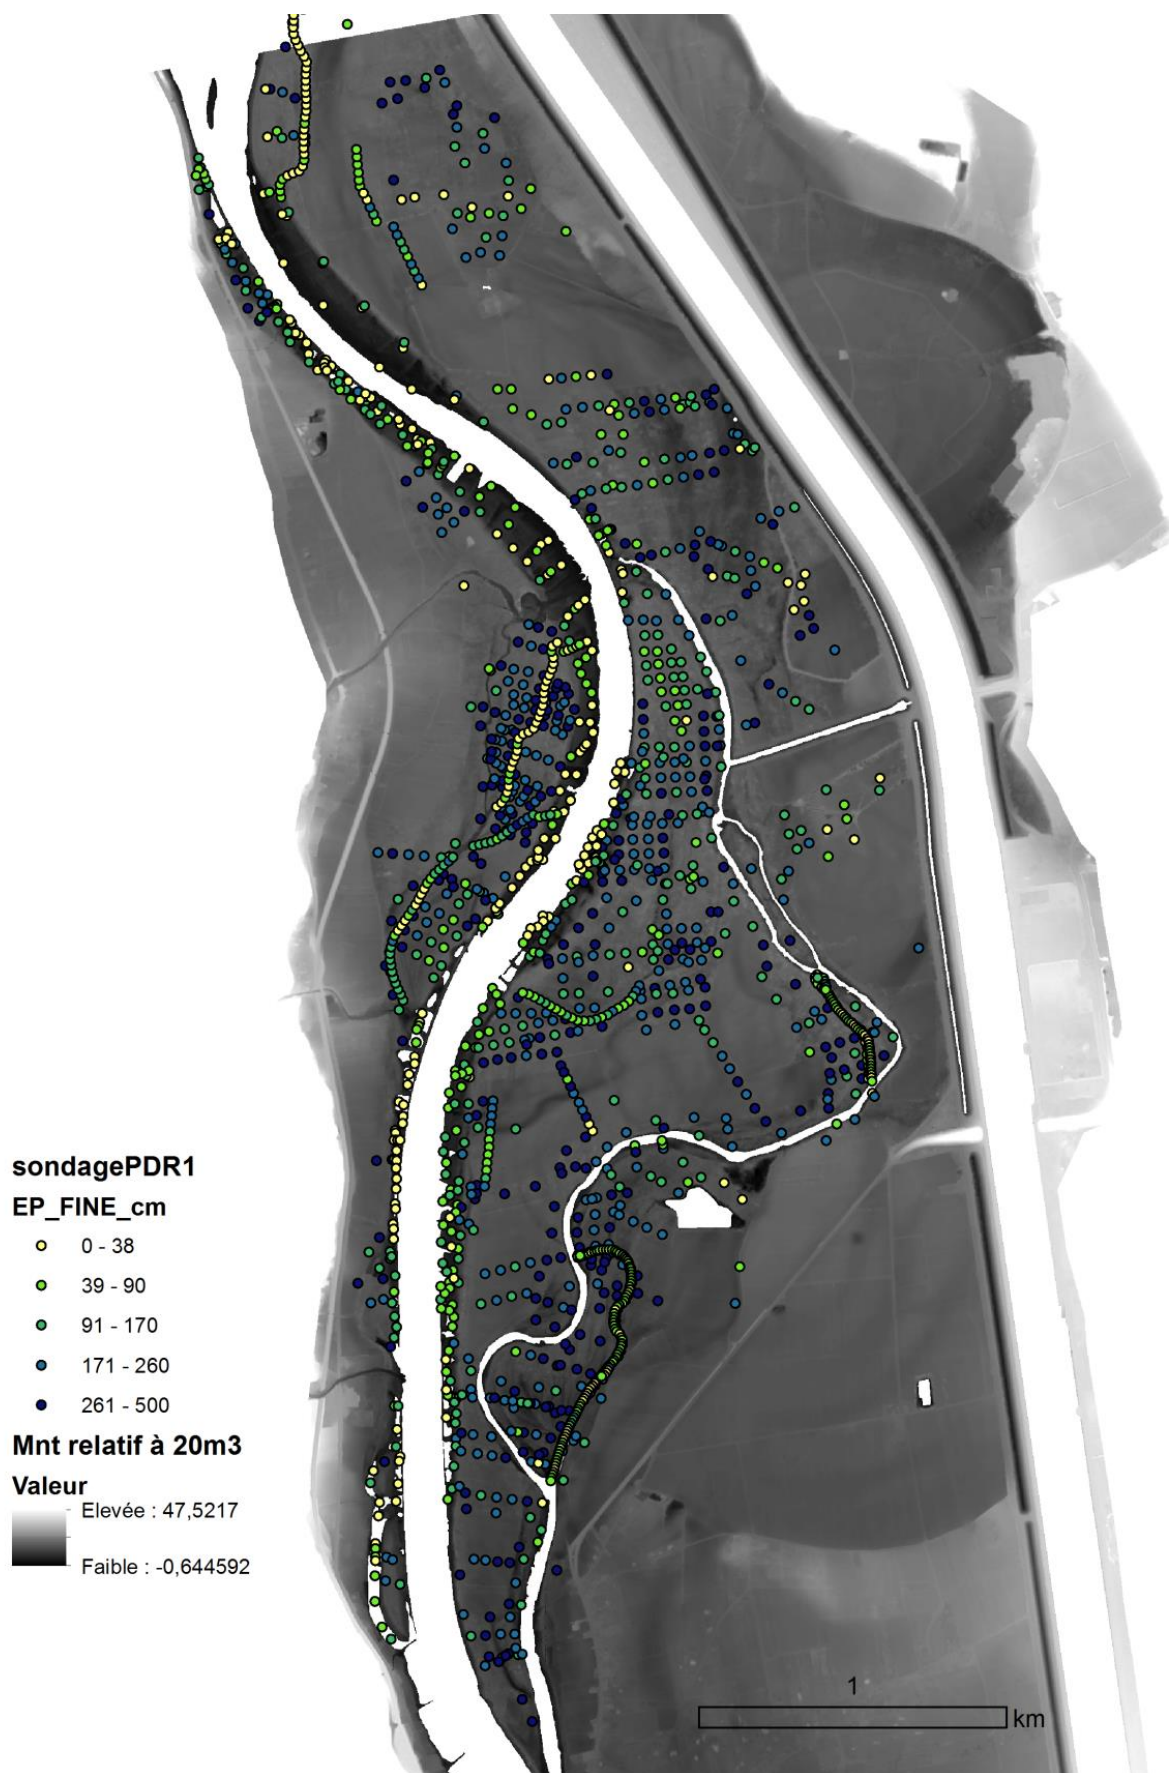 sondagePDR1
EP_FINE_cm
0 - 38
39 - 90
91 - 170
171 - 260
261 - 500
Mnt relatif à 20m3
Valeur
Elevée : 47,5217
Faible : -0,644592
1
km